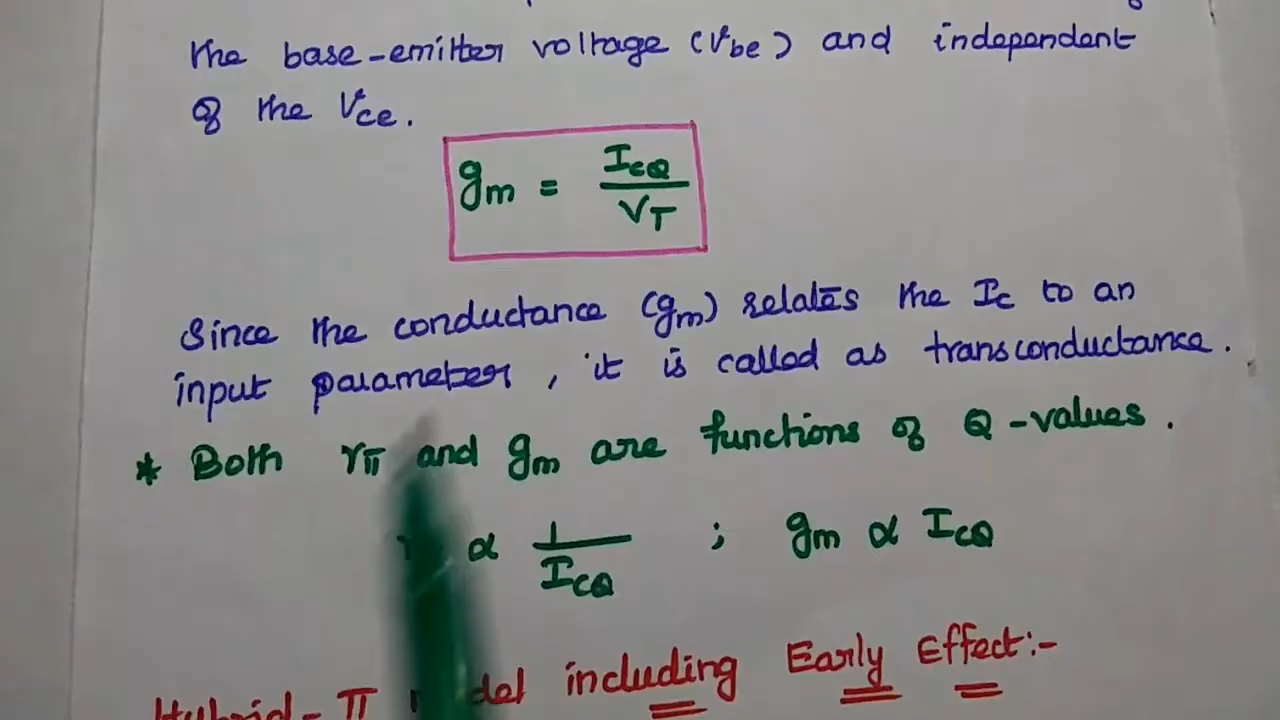 the base-emitter voltage (Vbe) and independent
of the Vce.
gm = ICQ / VT
Since the conductance (gm) relates the Ic to an
input parameter, it is called as transconductance.
* Both rπ and gm are functions of Q-values.
∝ 1 / ICQ ; gm ∝ ICQ
Hybrid-π model including Early Effect:-